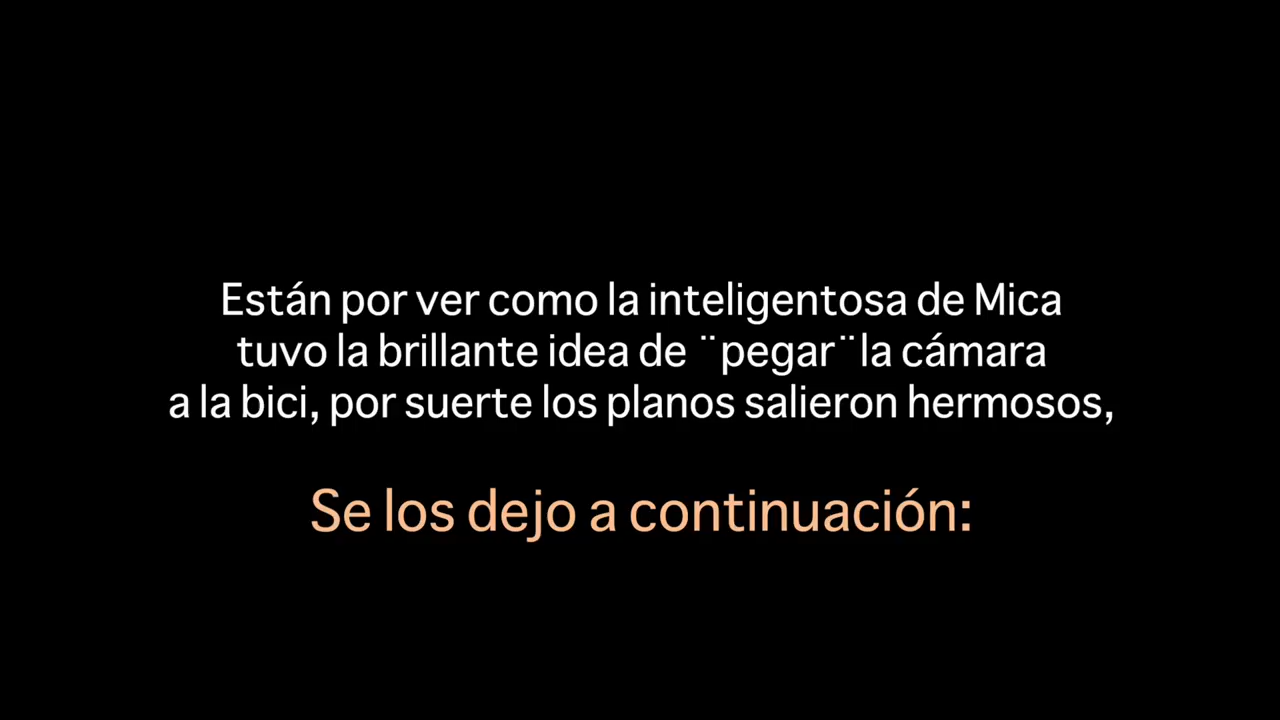 Están por ver como la inteligentosa de Mica
tuvo la brillante idea de ¨pegar¨la cámara
a la bici, por suerte los planos salieron hermosos,
Se los dejo a continuación: